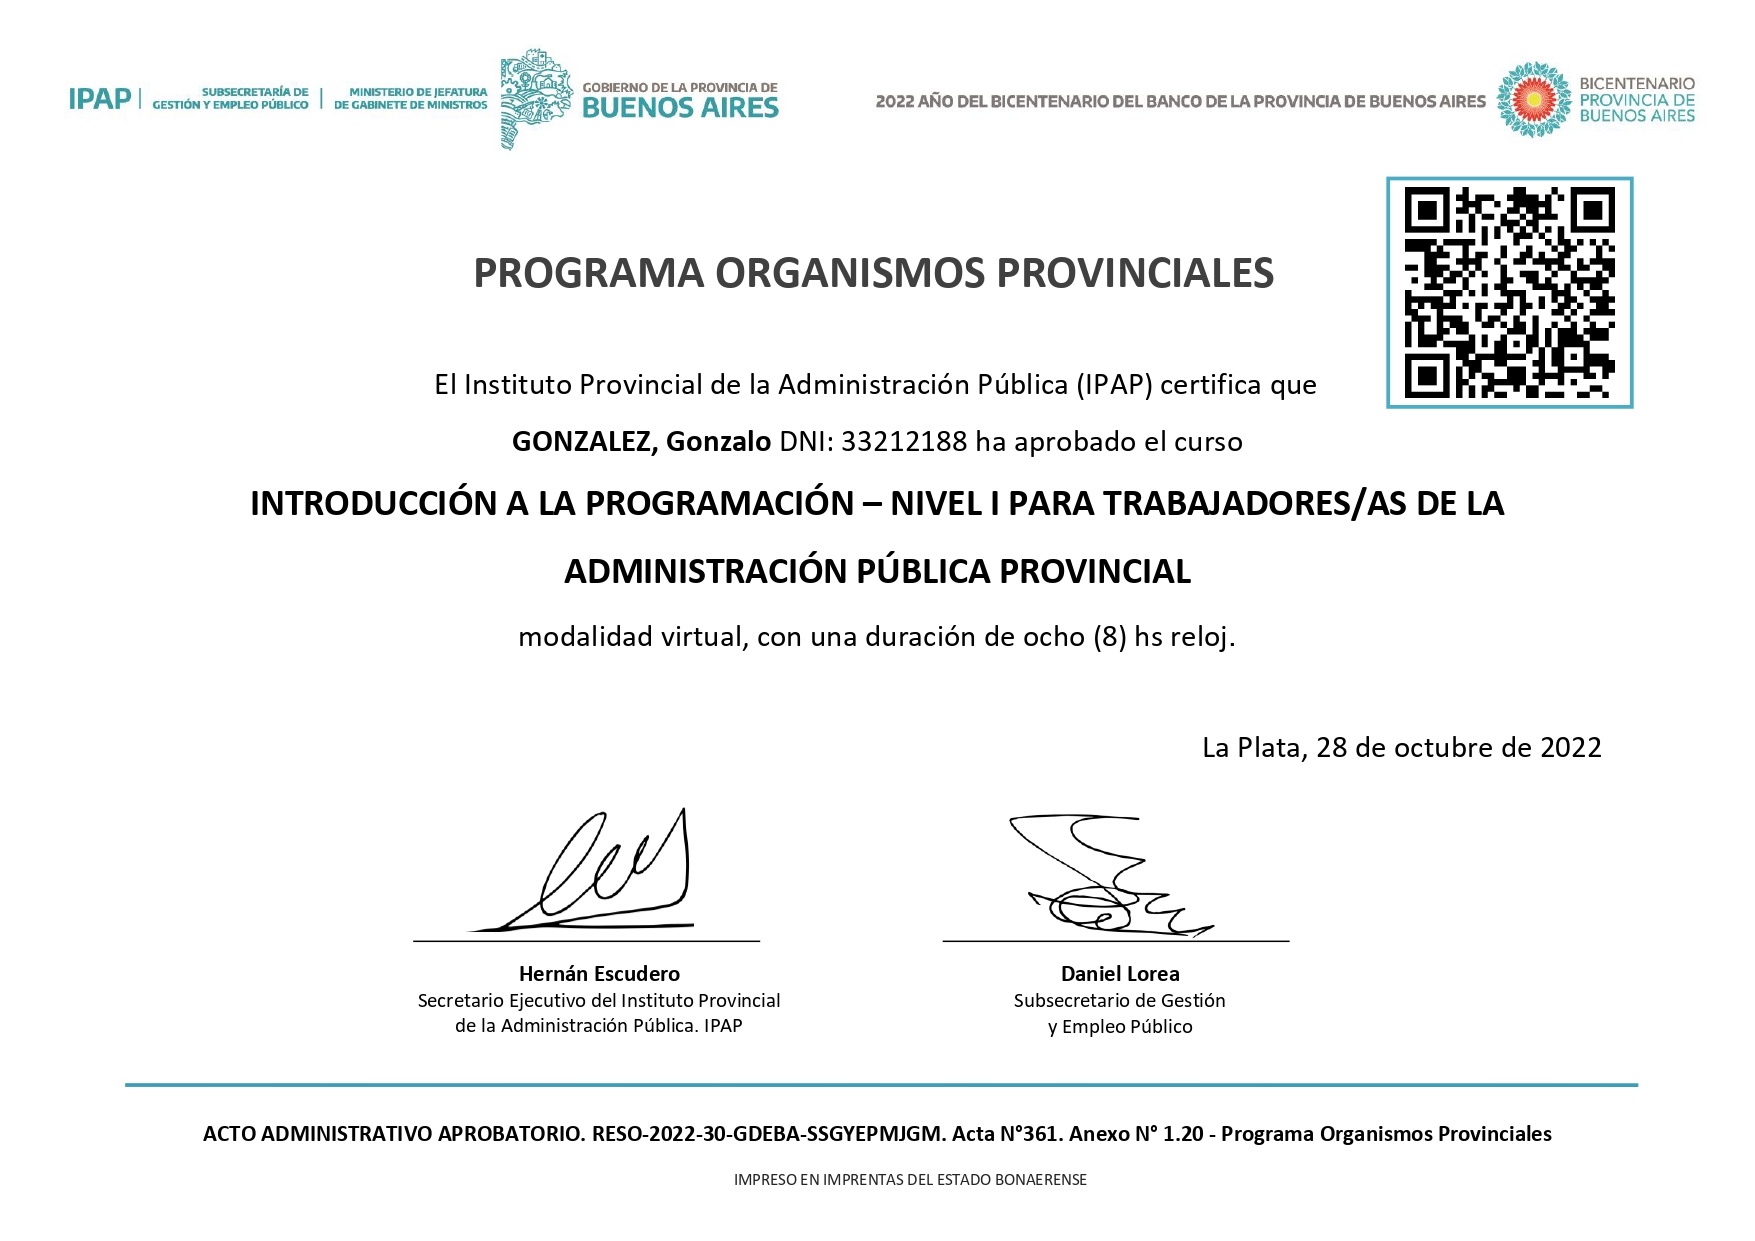 IPAP
SUBSECRETARÍA DE
GESTIÓN Y EMPLEO PÚBLICO
MINISTERIO DE JEFATURA
DE GABINETE DE MINISTROS
GOBIERNO DE LA PROVINCIA DE
BUENOS AIRES
2022 AÑO DEL BICENTENARIO DEL BANCO DE LA PROVINCIA DE BUENOS AIRES
BICENTENARIO
PROVINCIA DE
BUENOS AIRES
PROGRAMA ORGANISMOS PROVINCIALES
El Instituto Provincial de la Administración Pública (IPAP) certifica que
GONZALEZ, Gonzalo DNI: 33212188 ha aprobado el curso
INTRODUCCIÓN A LA PROGRAMACIÓN – NIVEL I PARA TRABAJADORES/AS DE LA
ADMINISTRACIÓN PÚBLICA PROVINCIAL
modalidad virtual, con una duración de ocho (8) hs reloj.
La Plata, 28 de octubre de 2022
Hernán Escudero
Secretario Ejecutivo del Instituto Provincial
de la Administración Pública. IPAP
Daniel Lorea
Subsecretario de Gestión
y Empleo Público
ACTO ADMINISTRATIVO APROBATORIO. RESO-2022-30-GDEBA-SSGYEPMJGM. Acta N°361. Anexo N° 1.20 - Programa Organismos Provinciales
IMPRESO EN IMPRENTAS DEL ESTADO BONAERENSE